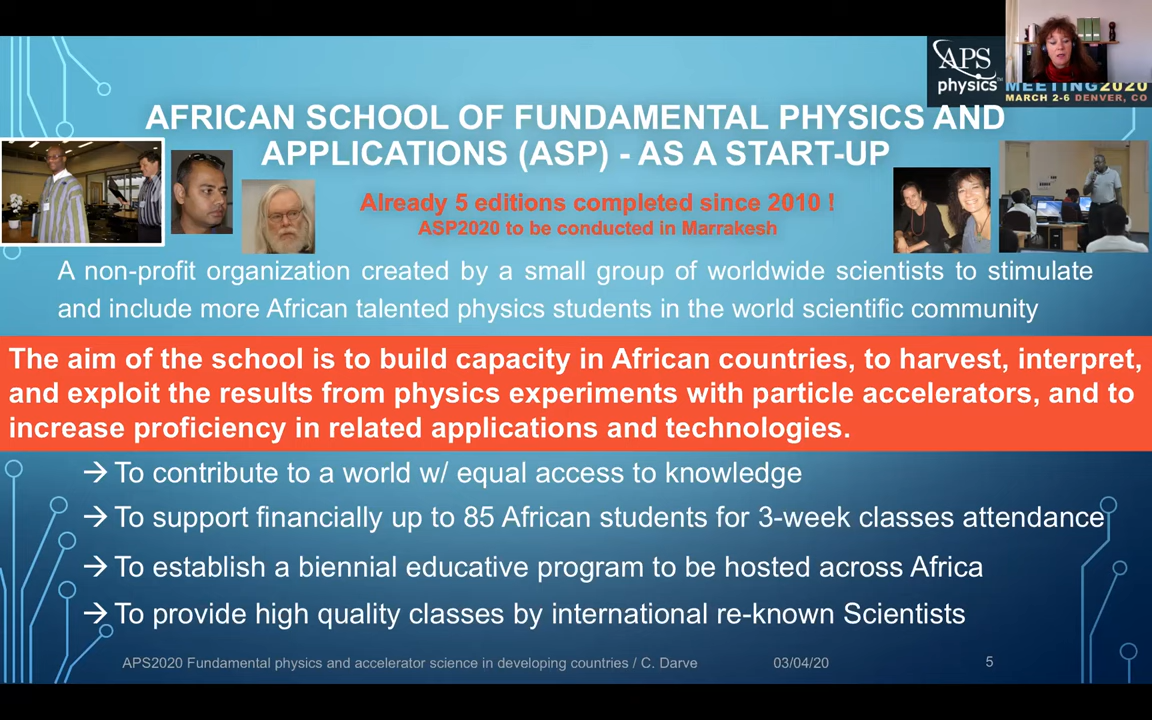 APS
physics™
MEETING2020
MARCH 2-6 DENVER, CO
AFRICAN SCHOOL OF FUNDAMENTAL PHYSICS AND
APPLICATIONS (ASP) - AS A START-UP
Already 5 editions completed since 2010 !
ASP2020 to be conducted in Marrakesh
A non-profit organization created by a small group of worldwide scientists to stimulate
and include more African talented physics students in the world scientific community
The aim of the school is to build capacity in African countries, to harvest, interpret,
and exploit the results from physics experiments with particle accelerators, and to
increase proficiency in related applications and technologies.
→ To contribute to a world w/ equal access to knowledge
→ To support financially up to 85 African students for 3-week classes attendance
→ To establish a biennial educative program to be hosted across Africa
→ To provide high quality classes by international re-known Scientists
APS2020 Fundamental physics and accelerator science in developing countries / C. Darve 03/04/20 5